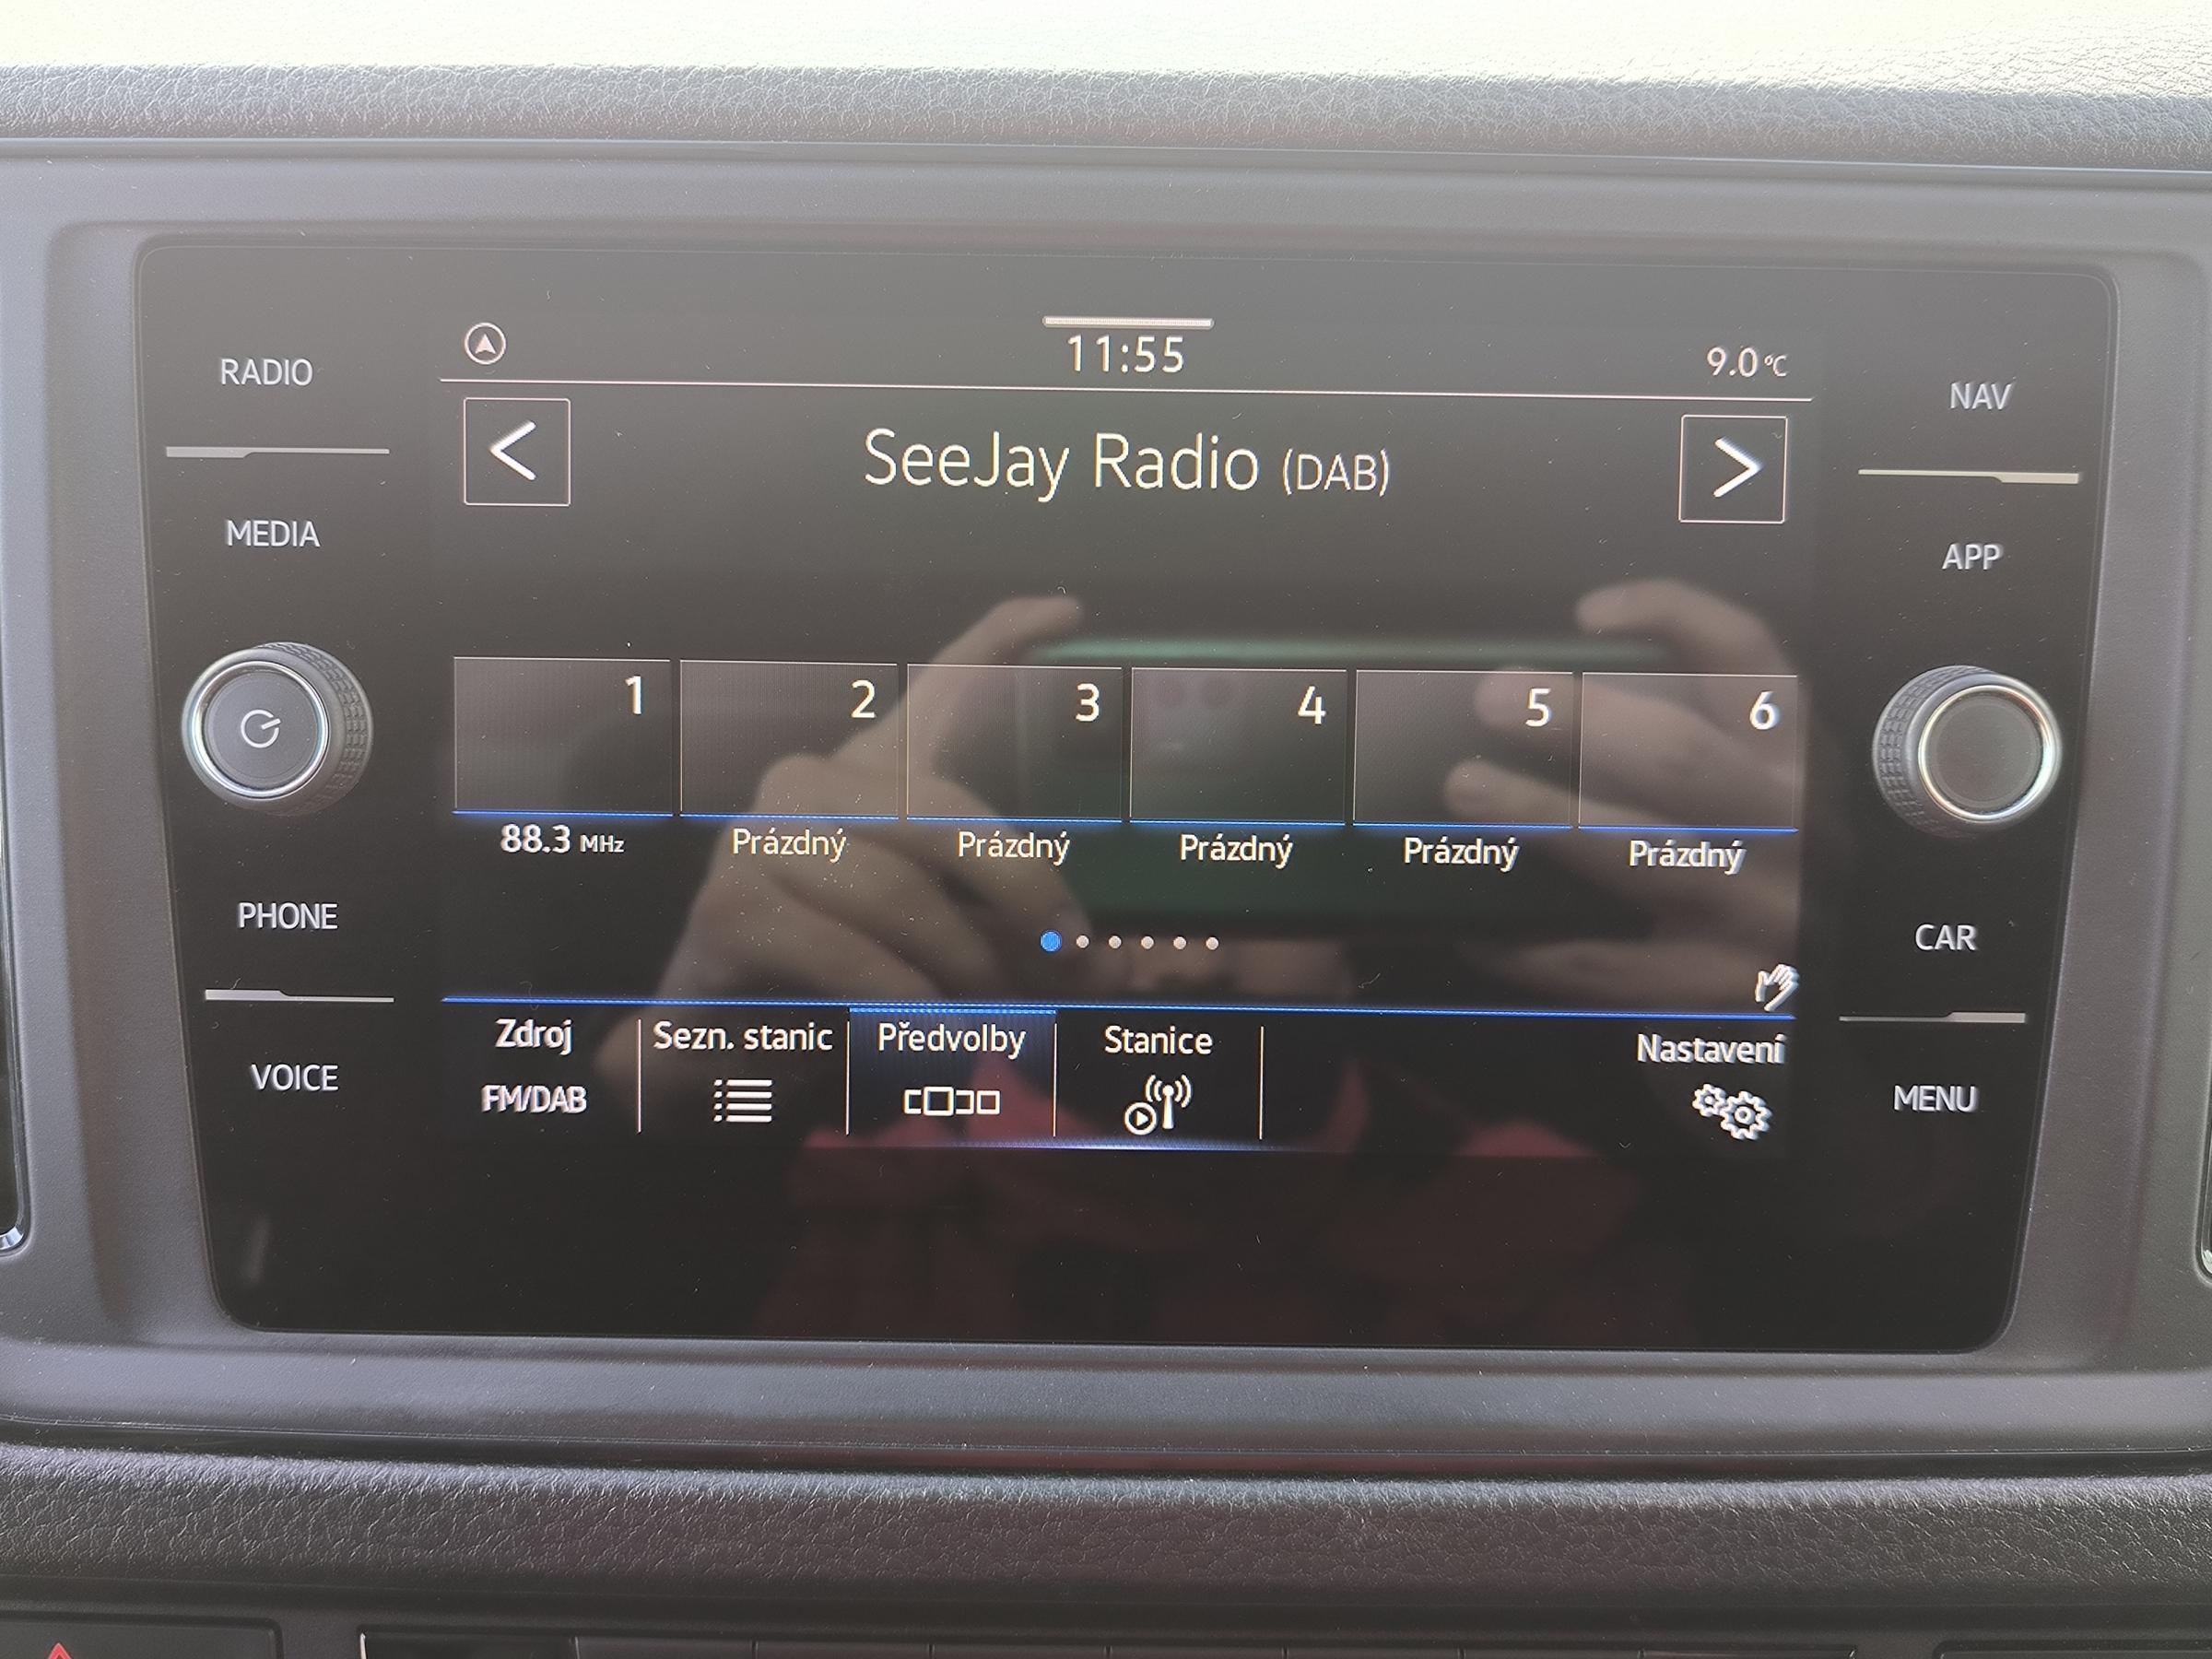 RADIO
MEDIA
PHONE
VOICE
11:55
9.0 °C
<
SeeJay Radio (DAB)
>
1 2 3 4 5 6
88.3 MHz Prázdný Prázdný Prázdný Prázdný Prázdný
Zdroj Sezn. stanic Předvolby Stanice Nastavení
FM/DAB
NAV
APP
CAR
MENU